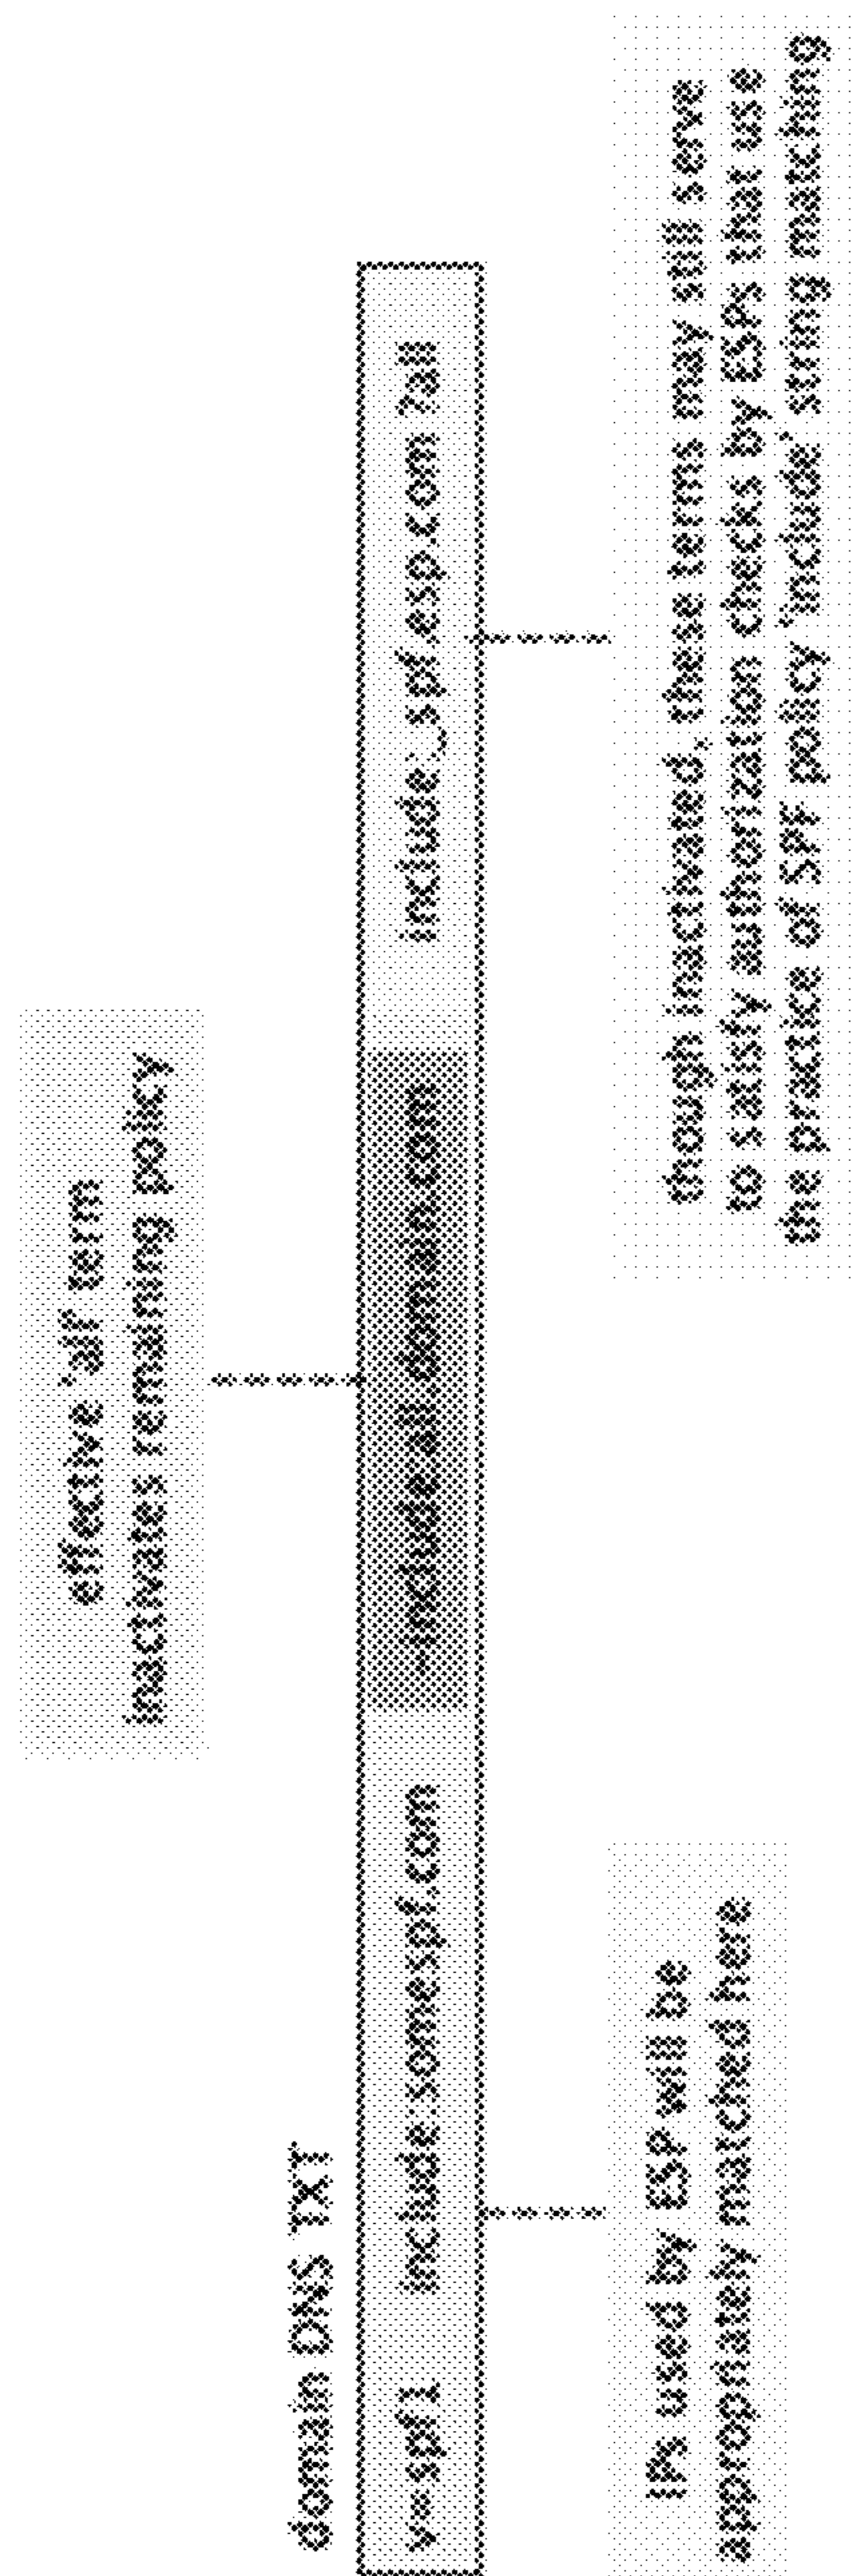 effective 'all' term
inactivates remaining policy
domain DNS TXT
v=spf1 include:somespf.com -include:all.domain.com include:_spf.esp.com ?all
IPs used by ESP will be
appropriately matched here
though inactivated, these terms may still serve
to satisfy authorization checks by ESPs that use
the practice of SPF policy 'include' string matching